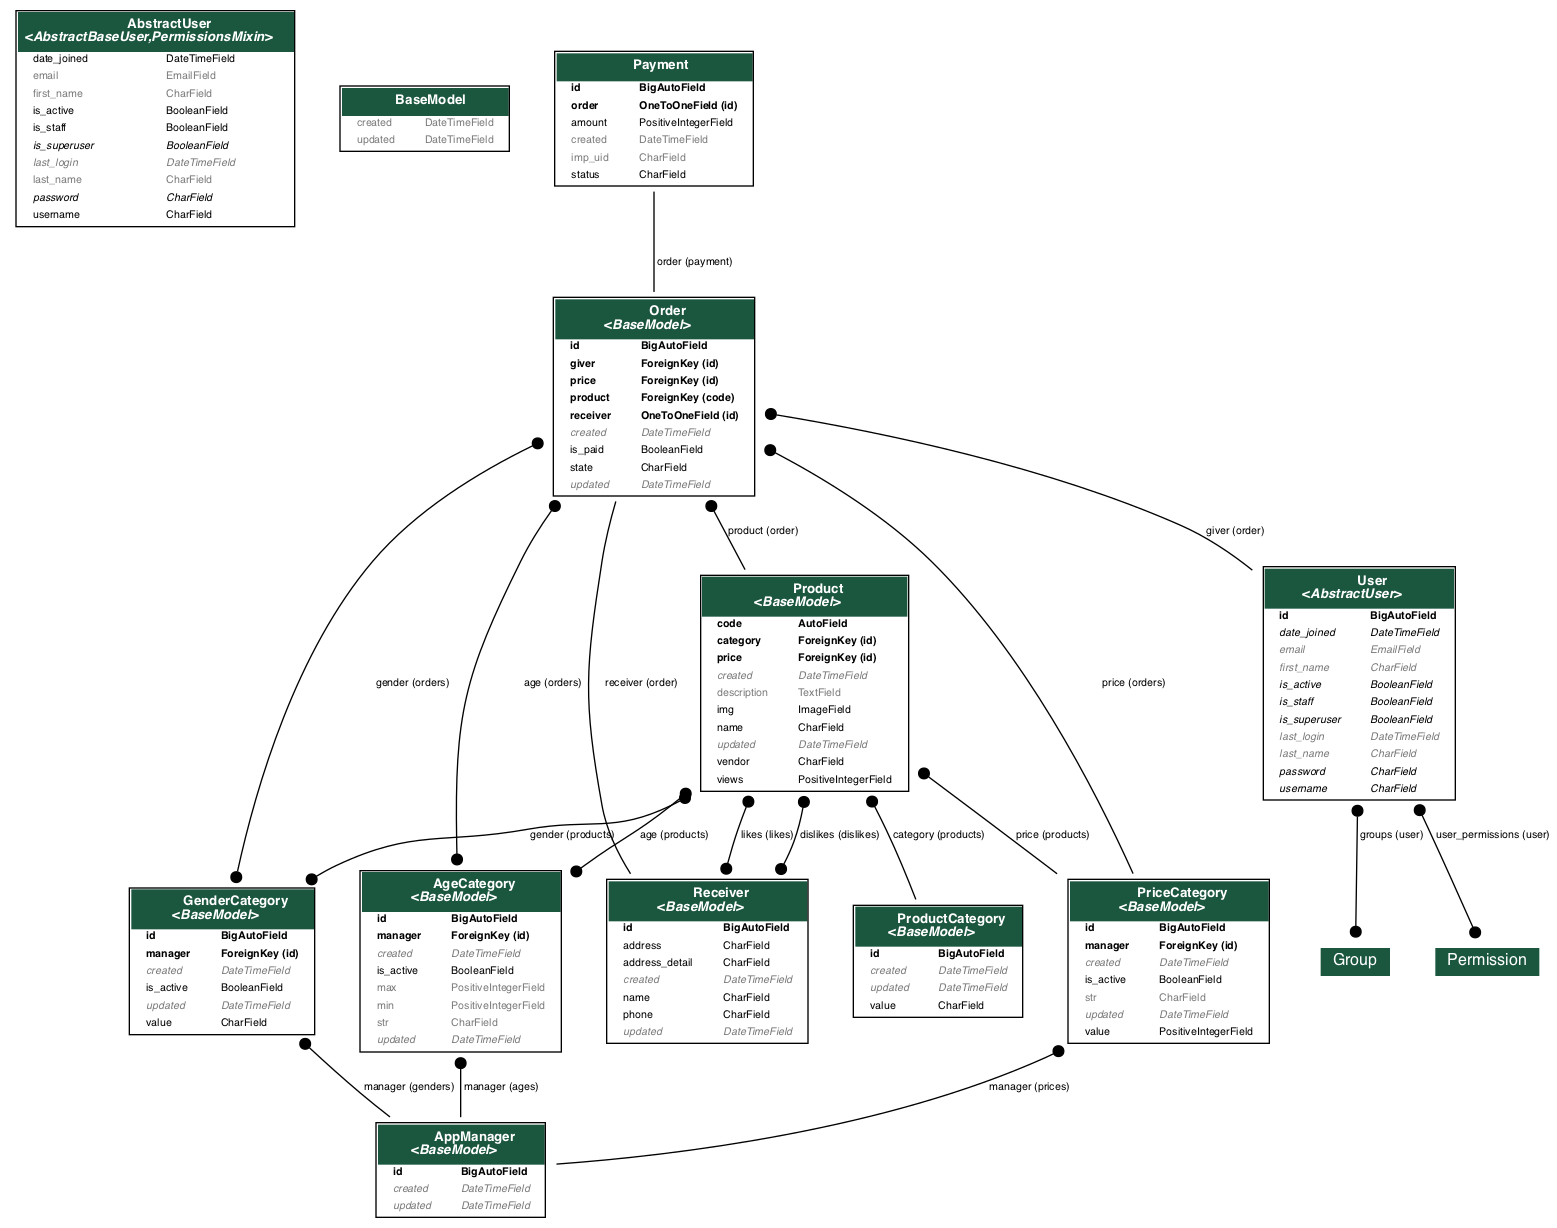 AbstractUser
<AbstractBaseUser,PermissionsMixin>
date_joined DateTimeField
email EmailField
first_name CharField
is_active BooleanField
is_staff BooleanField
is_superuser BooleanField
last_login DateTimeField
last_name CharField
password CharField
username CharField
BaseModel
created DateTimeField
updated DateTimeField
Payment
id BigAutoField
order OneToOneField (id)
amount PositiveIntegerField
created DateTimeField
imp_uid CharField
status CharField
order (payment)
Order
<BaseModel>
id BigAutoField
giver ForeignKey (id)
price ForeignKey (id)
product ForeignKey (code)
receiver OneToOneField (id)
created DateTimeField
is_paid BooleanField
state CharField
updated DateTimeField
product (order)
giver (order)
gender (orders)
age (orders)
receiver (order)
price (orders)
Product
<BaseModel>
code AutoField
category ForeignKey (id)
price ForeignKey (id)
created DateTimeField
description TextField
img ImageField
name CharField
updated DateTimeField
vendor CharField
views PositiveIntegerField
User
<AbstractUser>
id BigAutoField
date_joined DateTimeField
email EmailField
first_name CharField
is_active BooleanField
is_staff BooleanField
is_superuser BooleanField
last_login DateTimeField
last_name CharField
password CharField
username CharField
gender (products)
age (products)
likes (likes)
dislikes (dislikes)
category (products)
price (products)
groups (user)
user_permissions (user)
GenderCategory
<BaseModel>
id BigAutoField
manager ForeignKey (id)
created DateTimeField
is_active BooleanField
updated DateTimeField
value CharField
AgeCategory
<BaseModel>
id BigAutoField
manager ForeignKey (id)
created DateTimeField
is_active BooleanField
max PositiveIntegerField
min PositiveIntegerField
str CharField
updated DateTimeField
Receiver
<BaseModel>
id BigAutoField
address CharField
address_detail CharField
created DateTimeField
name CharField
phone CharField
updated DateTimeField
ProductCategory
<BaseModel>
id BigAutoField
created DateTimeField
updated DateTimeField
value CharField
PriceCategory
<BaseModel>
id BigAutoField
manager ForeignKey (id)
created DateTimeField
is_active BooleanField
str CharField
updated DateTimeField
value PositiveIntegerField
Group
Permission
manager (genders)
manager (ages)
manager (prices)
AppManager
<BaseModel>
id BigAutoField
created DateTimeField
updated DateTimeField